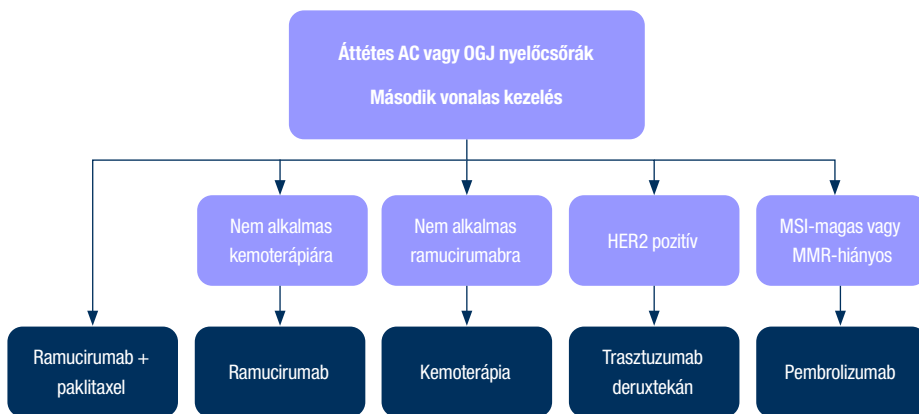 Áttétes AC vagy OGJ nyelőcsőrák
Második vonalas kezelés
Nem alkalmas
kemoterápiára
Nem alkalmas
ramucirumabra
HER2 pozitív
MSI-magas vagy
MMR-hiányos
Ramucirumab +
paklitaxel
Ramucirumab
Kemoterápia
Trasztuzumab
deruxtekán
Pembrolizumab